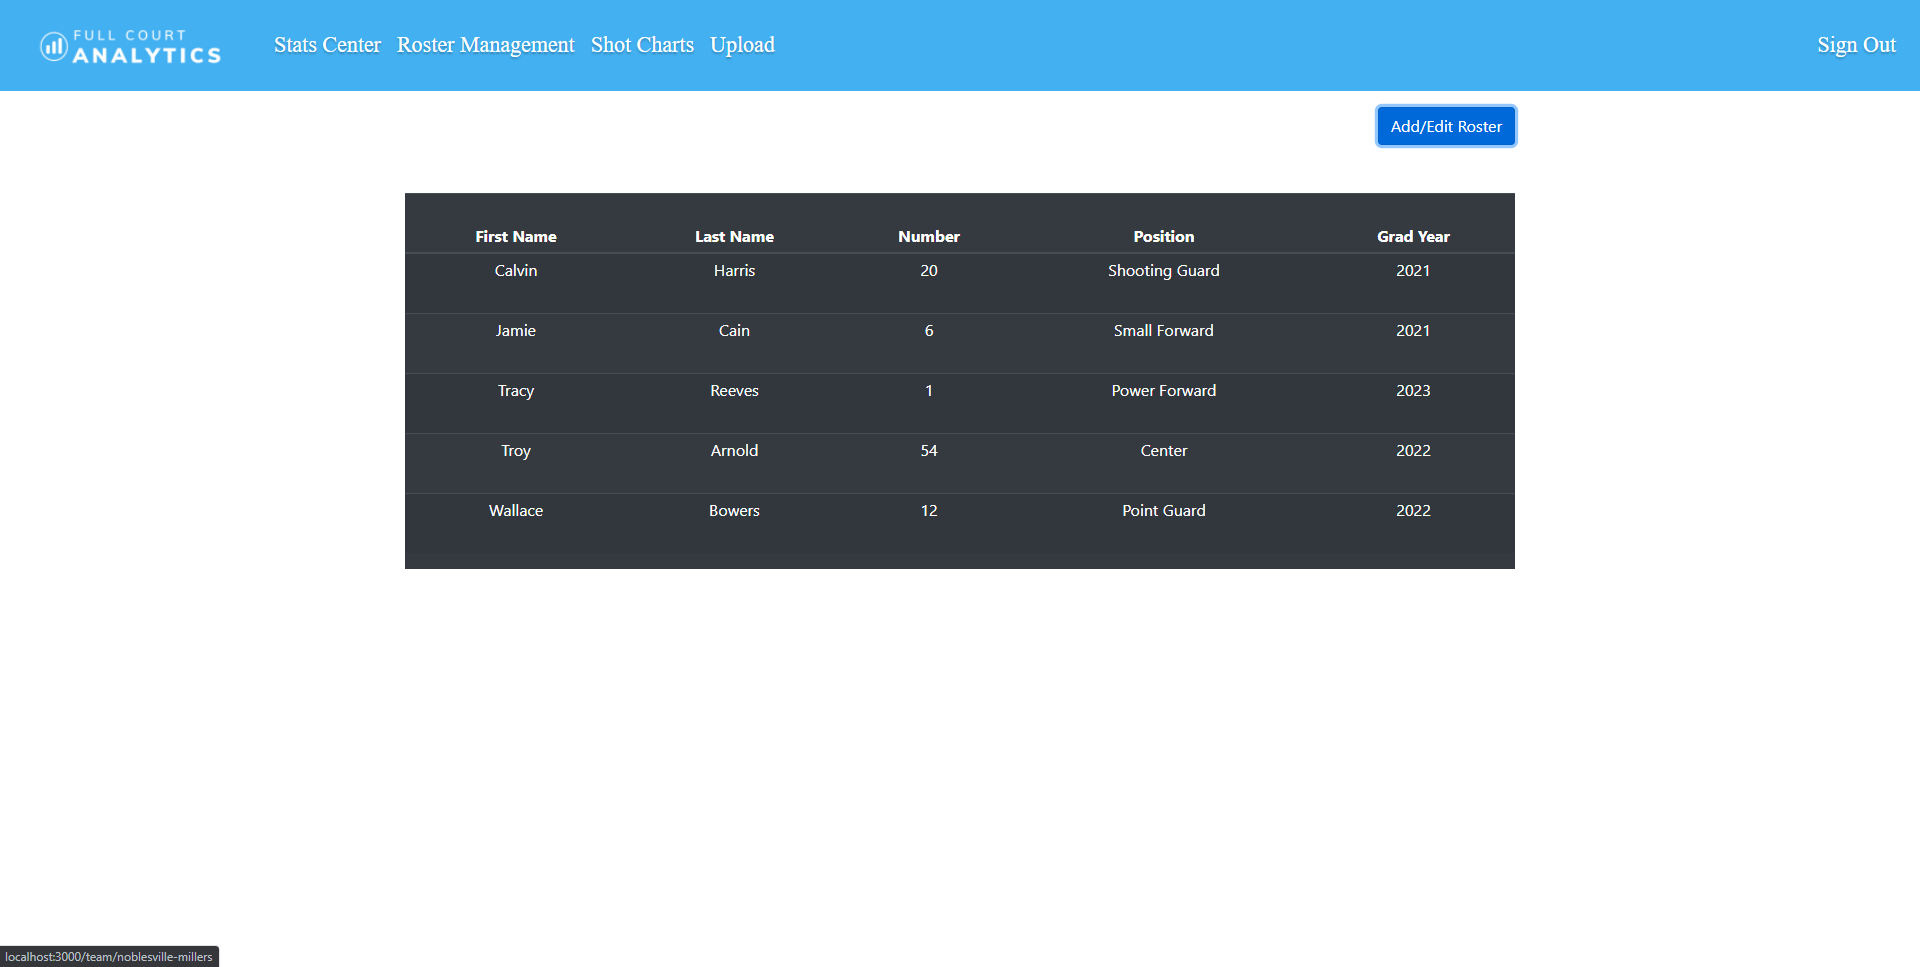 FULL COURT
ANALYTICS
Stats Center Roster Management Shot Charts Upload Sign Out
Add/Edit Roster
First Name Last Name Number Position Grad Year
Calvin Harris 20 Shooting Guard 2021
Jamie Cain 6 Small Forward 2021
Tracy Reeves 1 Power Forward 2023
Troy Arnold 54 Center 2022
Wallace Bowers 12 Point Guard 2022
localhost:3000/team/noblesville-millers